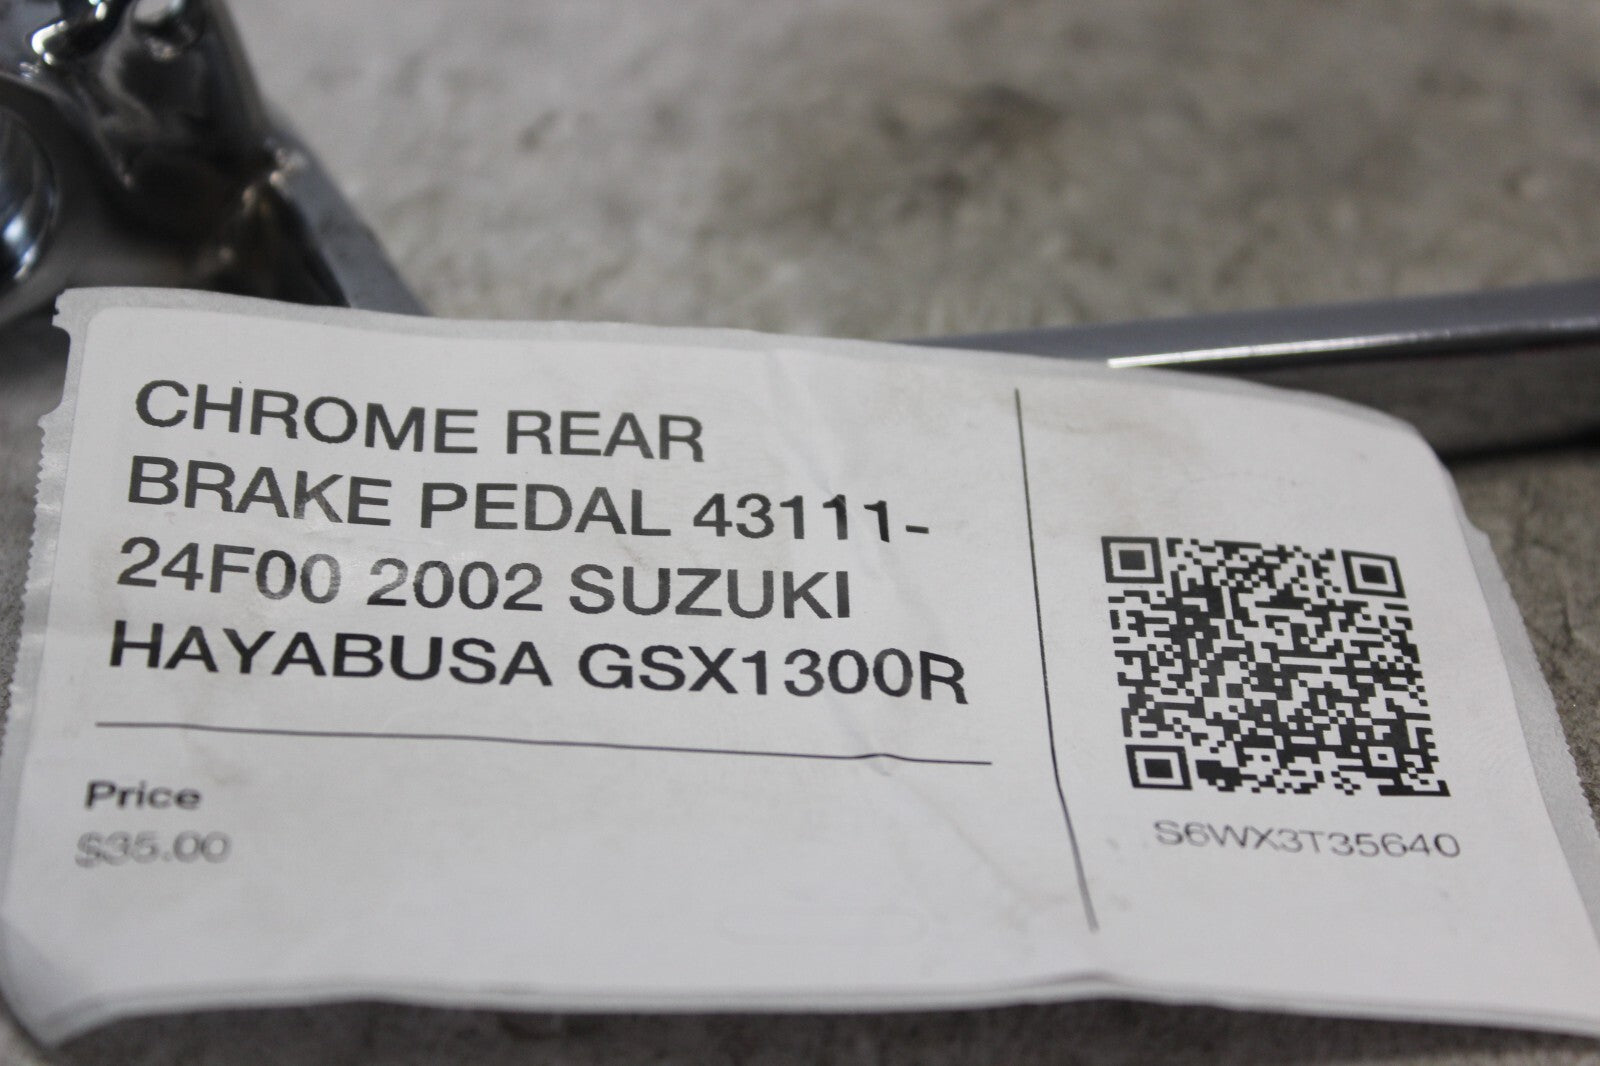 CHROME REAR
BRAKE PEDAL 43111-
24F00 2002 SUZUKI
HAYABUSA GSX1300R
Price
$35.00
S6WX3T35640